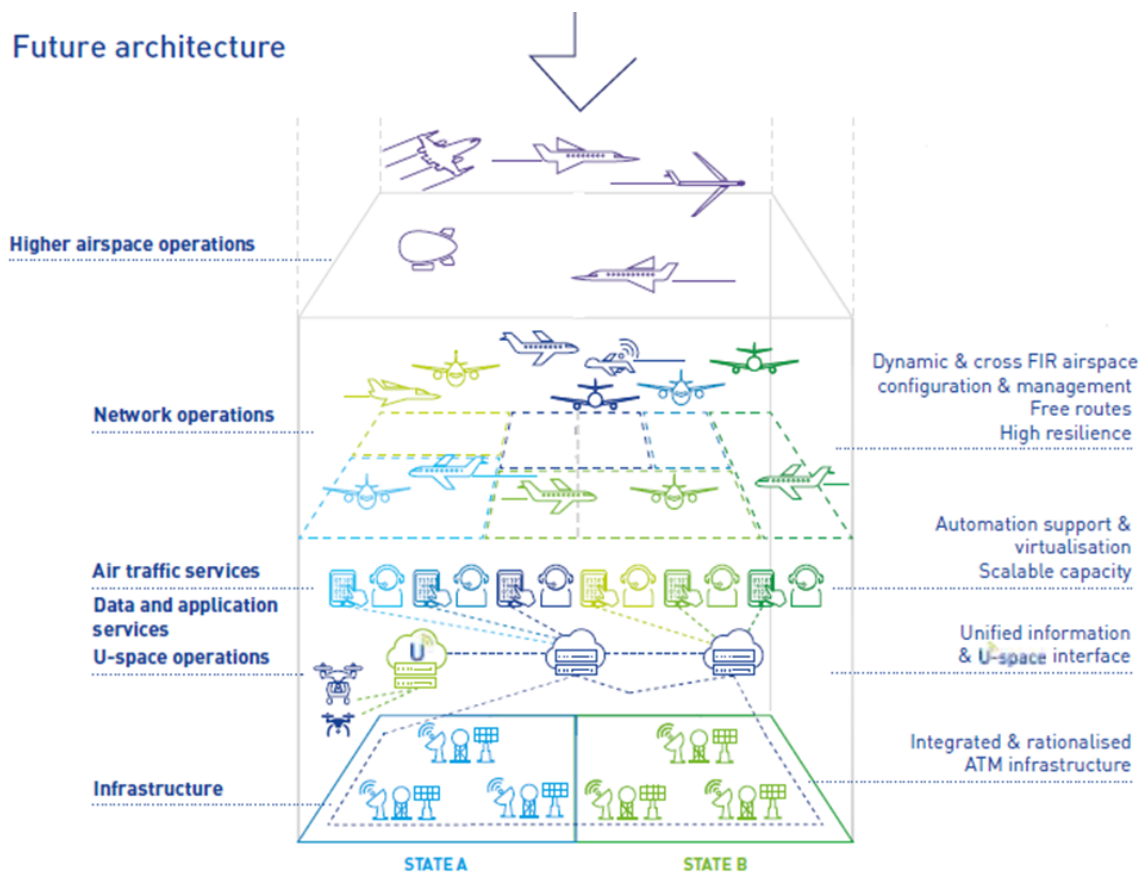 Future architecture
Higher airspace operations
Network operations
Dynamic & cross FIR airspace
configuration & management
Free routes
High resilience
Air traffic services
Automation support &
virtualisation
Scalable capacity
Data and application
services
U-space operations
U
Unified information
& U-space interface
Infrastructure
Integrated & rationalised
ATM infrastructure
STATE A
STATE B